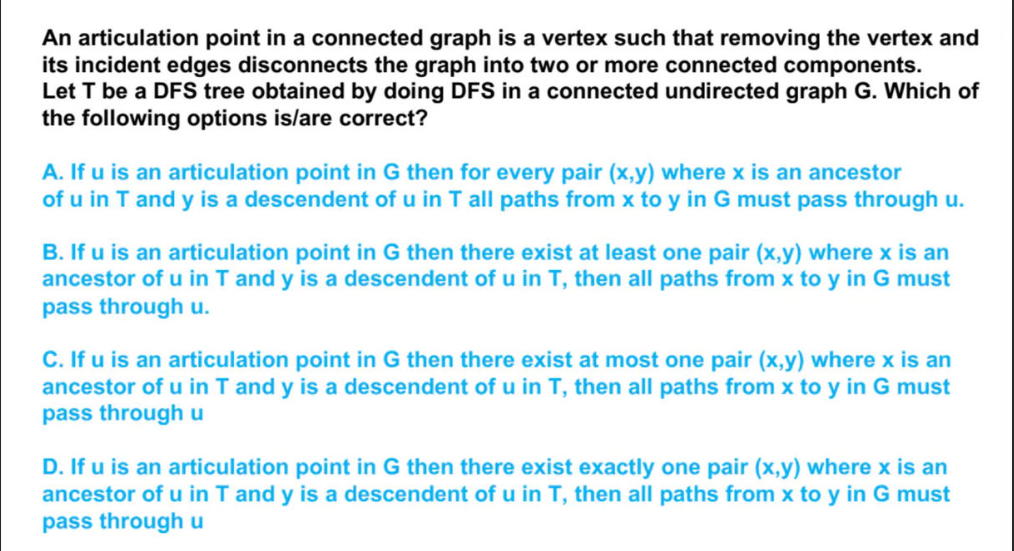 An articulation point in a connected graph is a vertex such that removing the vertex and
its incident edges disconnects the graph into two or more connected components.
Let T be a DFS tree obtained by doing DFS in a connected undirected graph G. Which of
the following options is/are correct?
A. If u is an articulation point in G then for every pair (x,y) where x is an ancestor
of u in T and y is a descendent of u in T all paths from x to y in G must pass through u.
B. If u is an articulation point in G then there exist at least one pair (x,y) where x is an
ancestor of u in T and y is a descendent of u in T, then all paths from x to y in G must
pass through u.
C. If u is an articulation point in G then there exist at most one pair (x,y) where x is an
ancestor of u in T and y is a descendent of u in T, then all paths from x to y in G must
pass through u
D. If u is an articulation point in G then there exist exactly one pair (x,y) where x is an
ancestor of u in T and y is a descendent of u in T, then all paths from x to y in G must
pass through u